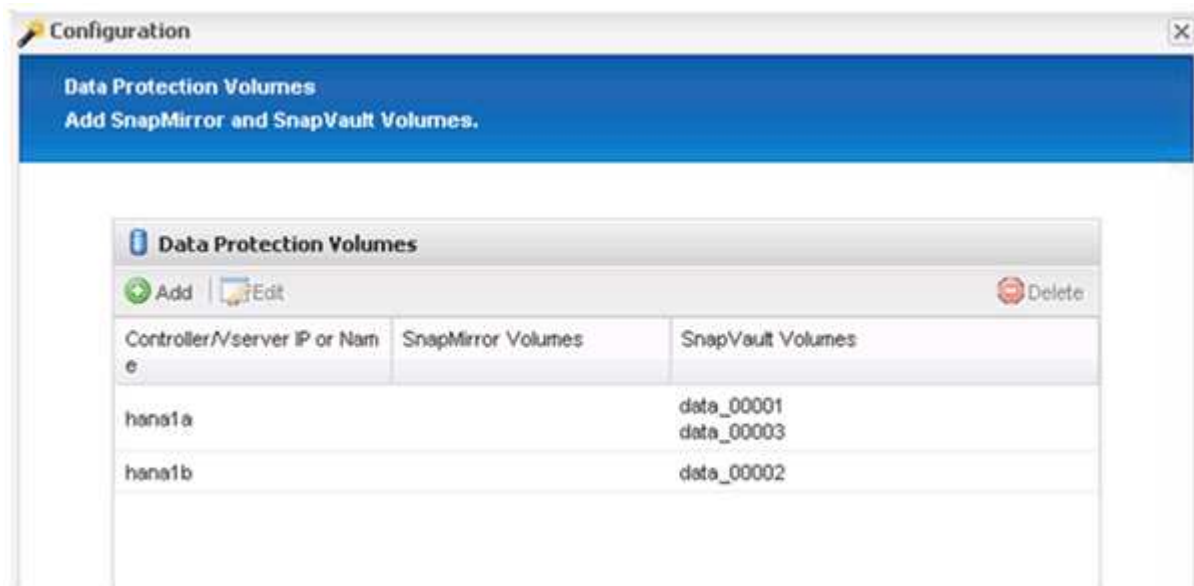 Configuration
Data Protection Volumes
Add SnapMirror and SnapVault Volumes.
Data Protection Volumes
Add Edit Delete
Controller/Vserver IP or Nam SnapMirror Volumes SnapVault Volumes
e
hana1a data_00001
data_00003
hana1b data_00002